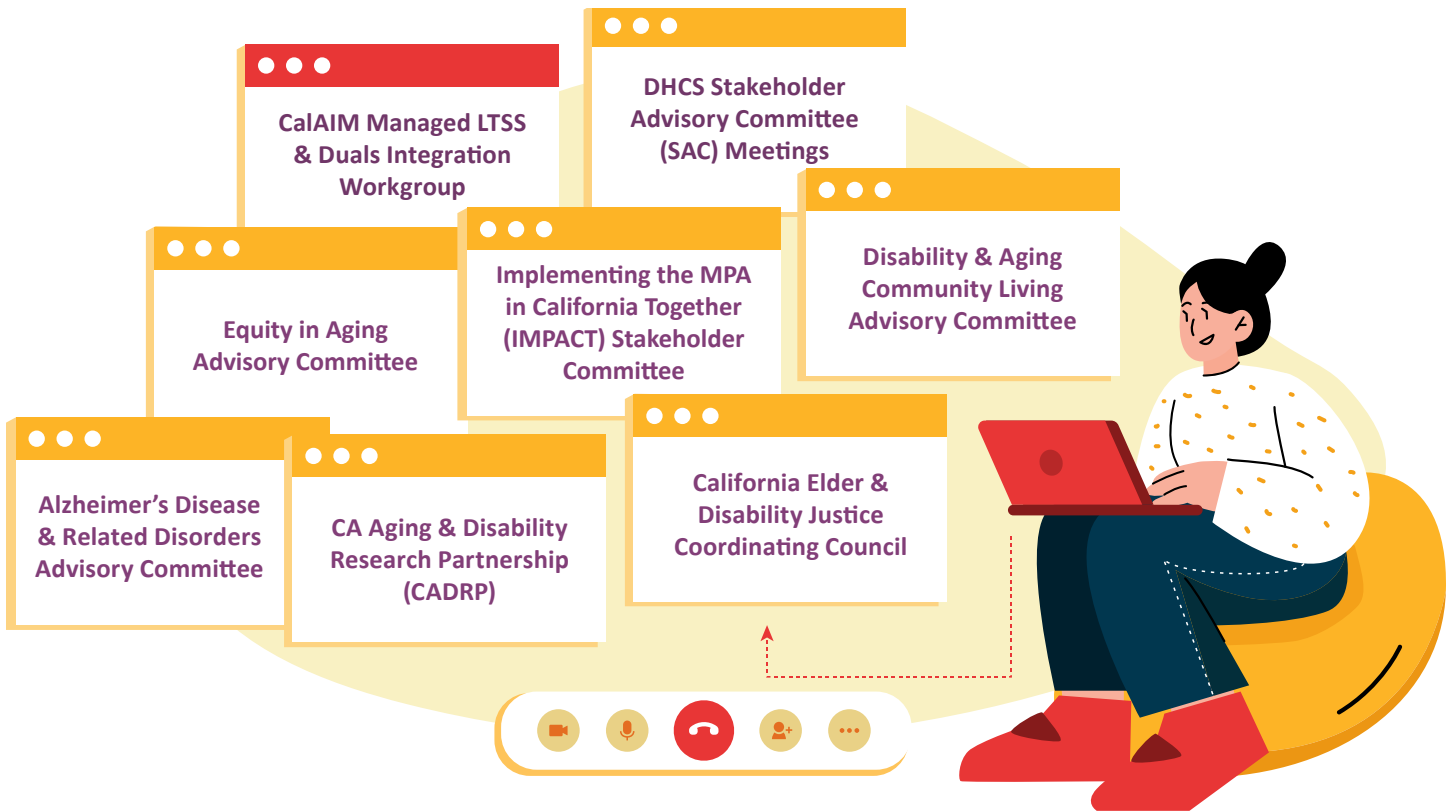 CalAIM Managed LTSS
& Duals Integration
Workgroup
DHCS Stakeholder
Advisory Committee
(SAC) Meetings
Equity in Aging
Advisory Committee
Implementing the MPA
in California Together
(IMPACT) Stakeholder
Committee
Disability & Aging
Community Living
Advisory Committee
Alzheimer’s Disease
& Related Disorders
Advisory Committee
CA Aging & Disability
Research Partnership
(CADRP)
California Elder &
Disability Justice
Coordinating Council